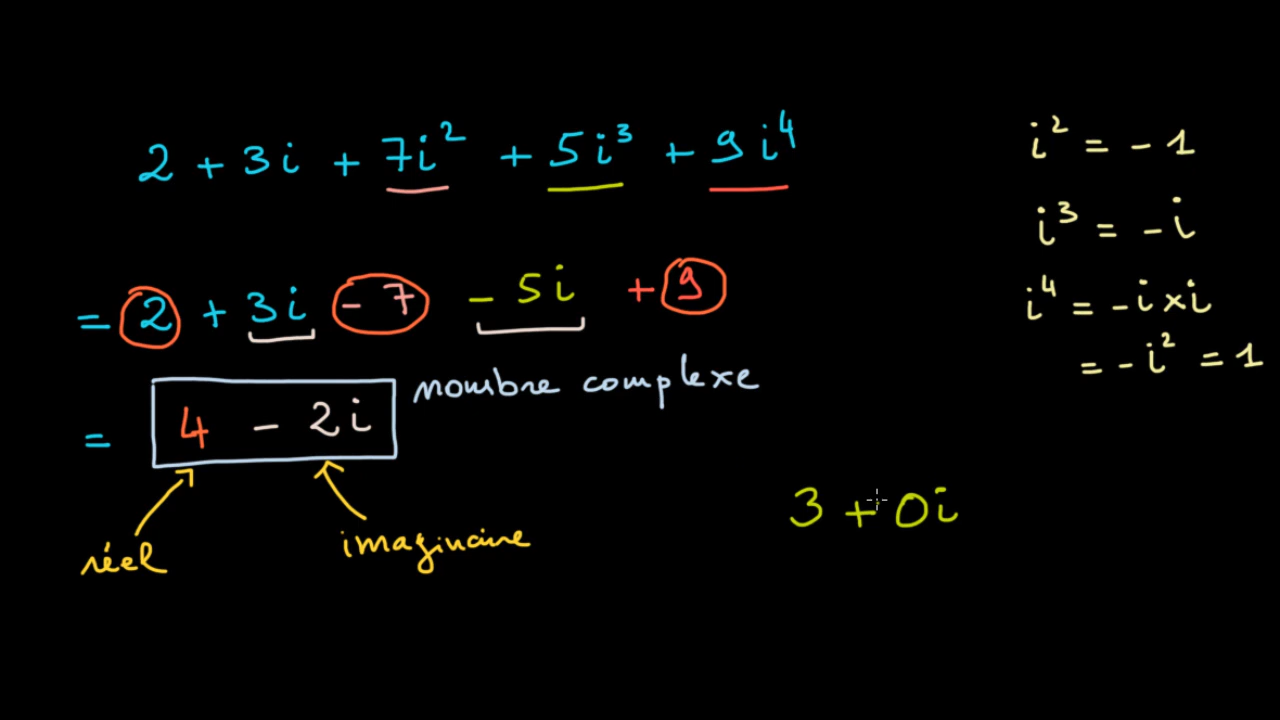 2 + 3i + 7i² + 5i³ + 9i⁴
= 2 + 3i - 7 - 5i + 9
= 4 - 2i nombre complexe
réel
imaginaire
i² = - 1
i³ = - i
i⁴ = - i × i
= - i² = 1
3 + 0i